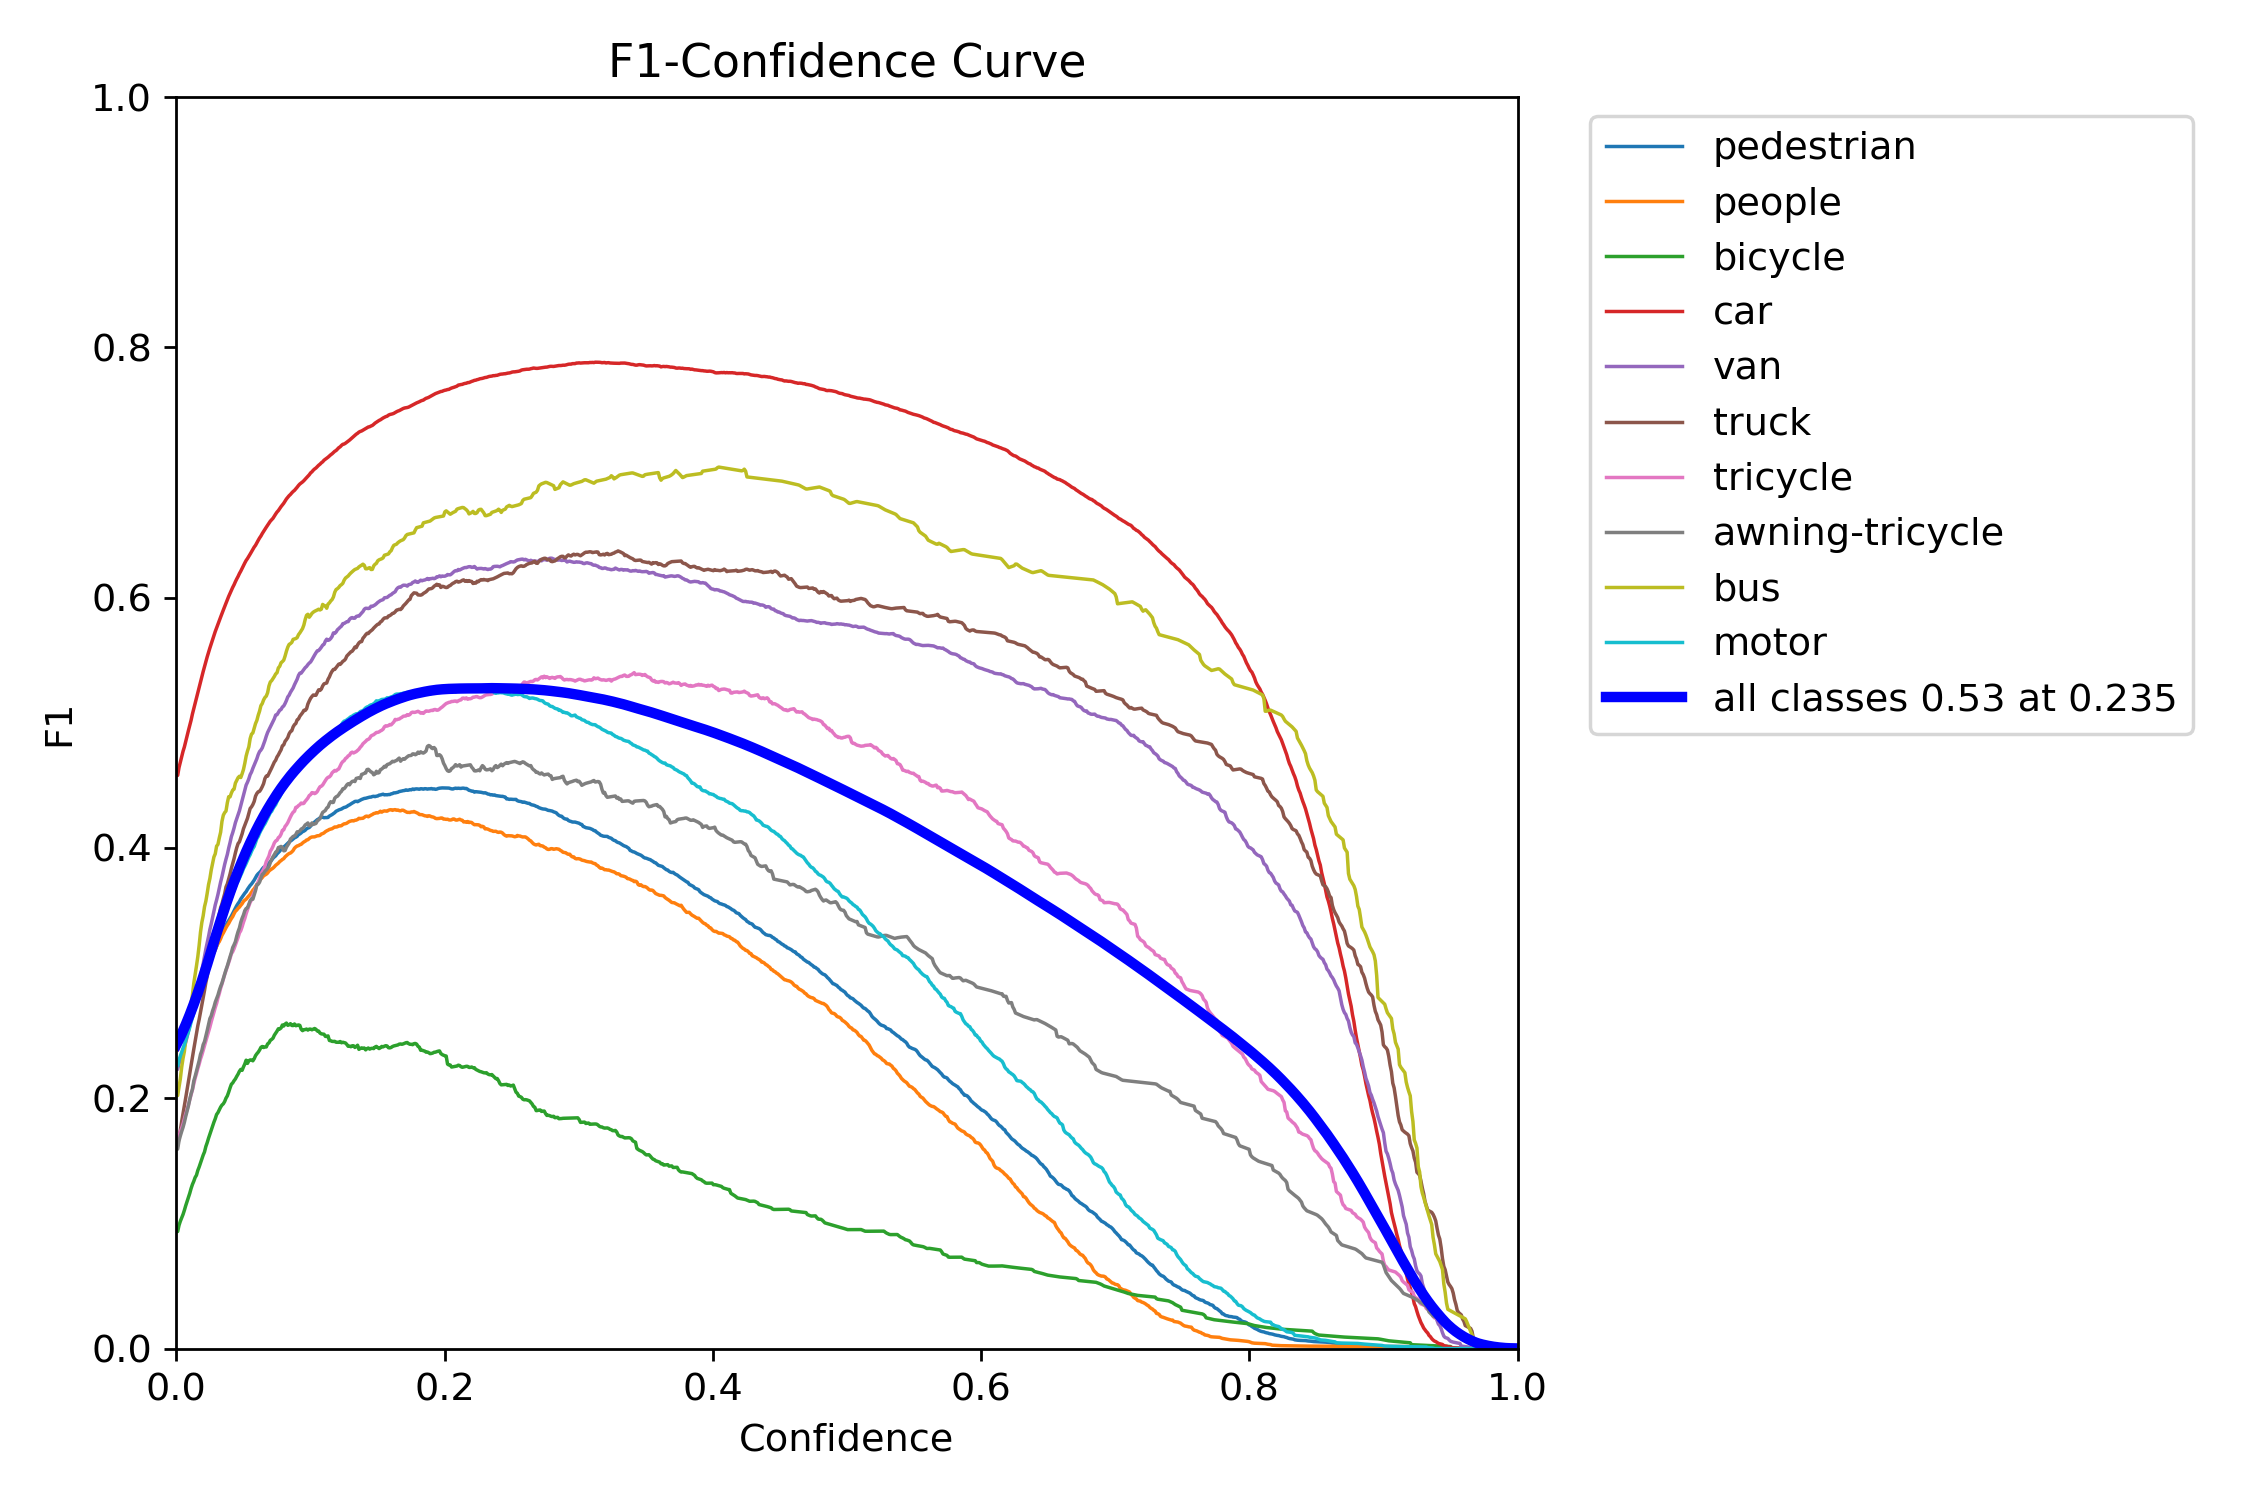 F1-Confidence Curve
1.0
0.8
0.6
0.4
0.2
0.0
F1
0.0 0.2 0.4 0.6 0.8 1.0
Confidence
pedestrian
people
bicycle
car
van
truck
tricycle
awning-tricycle
bus
motor
all classes 0.53 at 0.235